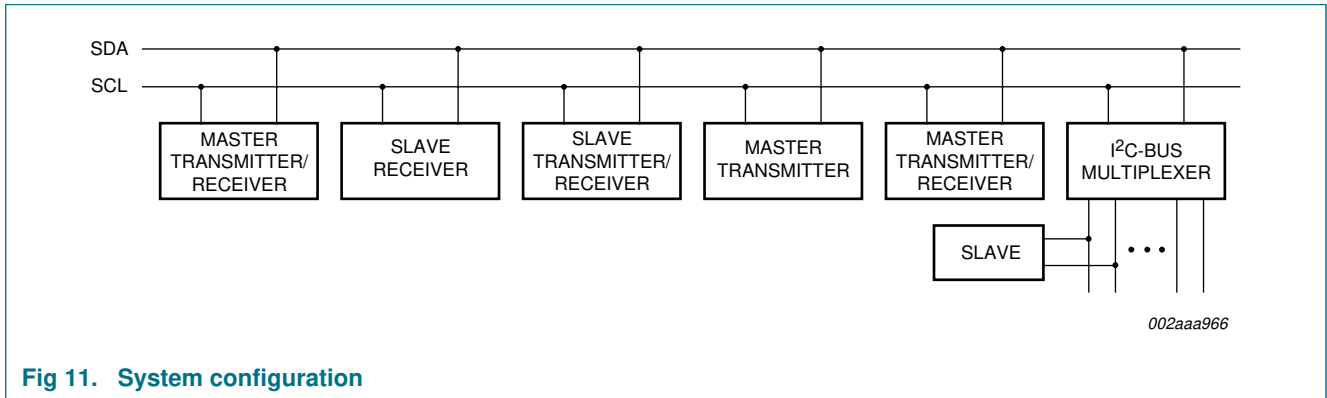 SDA
SCL
MASTER
TRANSMITTER/
RECEIVER
SLAVE
RECEIVER
SLAVE
TRANSMITTER/
RECEIVER
MASTER
TRANSMITTER
MASTER
TRANSMITTER/
RECEIVER
I²C-BUS
MULTIPLEXER
SLAVE
002aaa966
Fig 11. System configuration